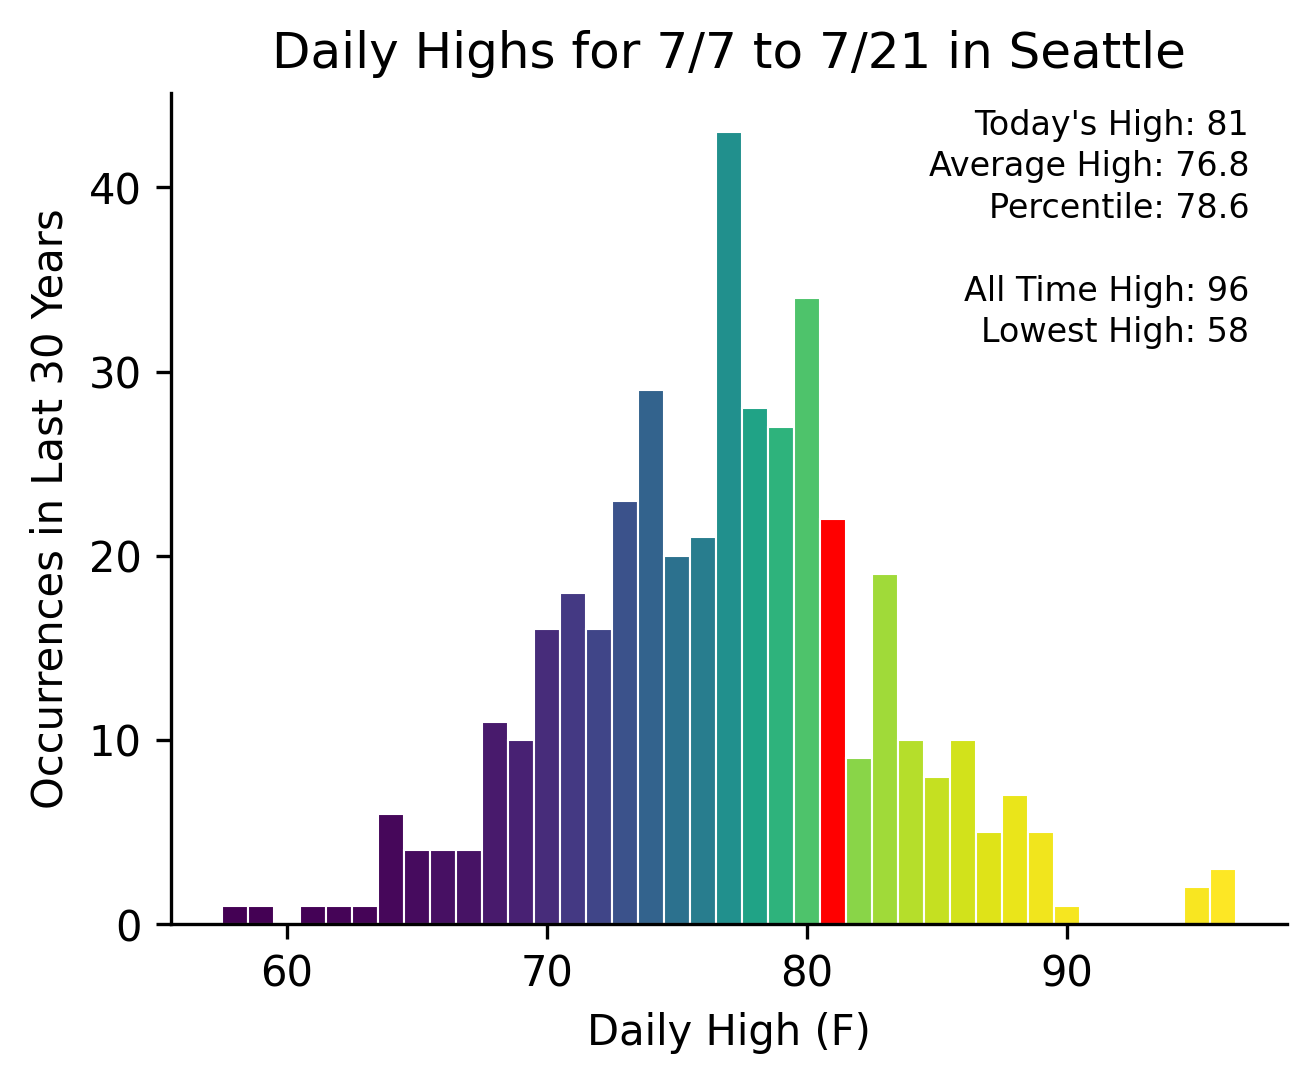 Daily Highs for 7/7 to 7/21 in Seattle
Today's High: 81
Average High: 76.8
Percentile: 78.6
All Time High: 96
Lowest High: 58
Occurrences in Last 30 Years
40
30
20
10
0
60 70 80 90
Daily High (F)